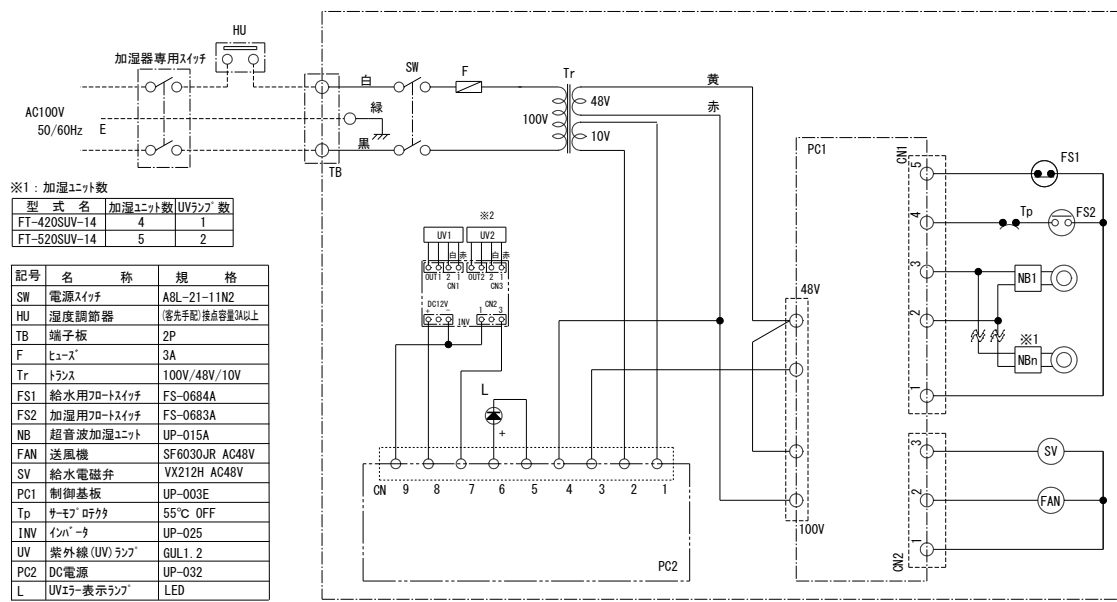 HU
加湿器専用スイッチ
AC100V
50/60Hz
E
TB
白
緑
黒
SW
F
Tr
100V
48V
10V
黄
赤
※1：加湿ユニット数
型 式 名 加湿ユニット数 UVランプ数
FT-420SUV-14 4 1
FT-520SUV-14 5 2
記号 名 称 規 格
SW 電源スイッチ A8L-21-11N2
HU 湿度調節器 (客先手配)接点容量3A以上
TB 端子板 2P
F ヒューズ 3A
Tr トランス 100V/48V/10V
FS1 給水用フロートスイッチ FS-0684A
FS2 加湿用フロートスイッチ FS-0683A
NB 超音波加湿ユニット UP-015A
FAN 送風機 SF6030JR AC48V
SV 給水電磁弁 VX212H AC48V
PC1 制御基板 UP-003E
Tp サーモプロテクタ 55℃ OFF
INV インバータ UP-025
UV 紫外線(UV)ランプ GUL1.2
PC2 DC電源 UP-032
L UVエラー表示ランプ LED
※2
UV1 UV2
白 赤 白 赤
OUT1 2 1 OUT2 2 1
CN1 CN3
DC12V CN2
+ - 1 3
INV
L
+
CN 9 8 7 6 5 4 3 2 1
PC2
48V
100V
PC1
CN1
5
4
3
2
1
FS1
Tp
FS2
NB1
※1
NBn
CN2
3
2
1
SV
FAN